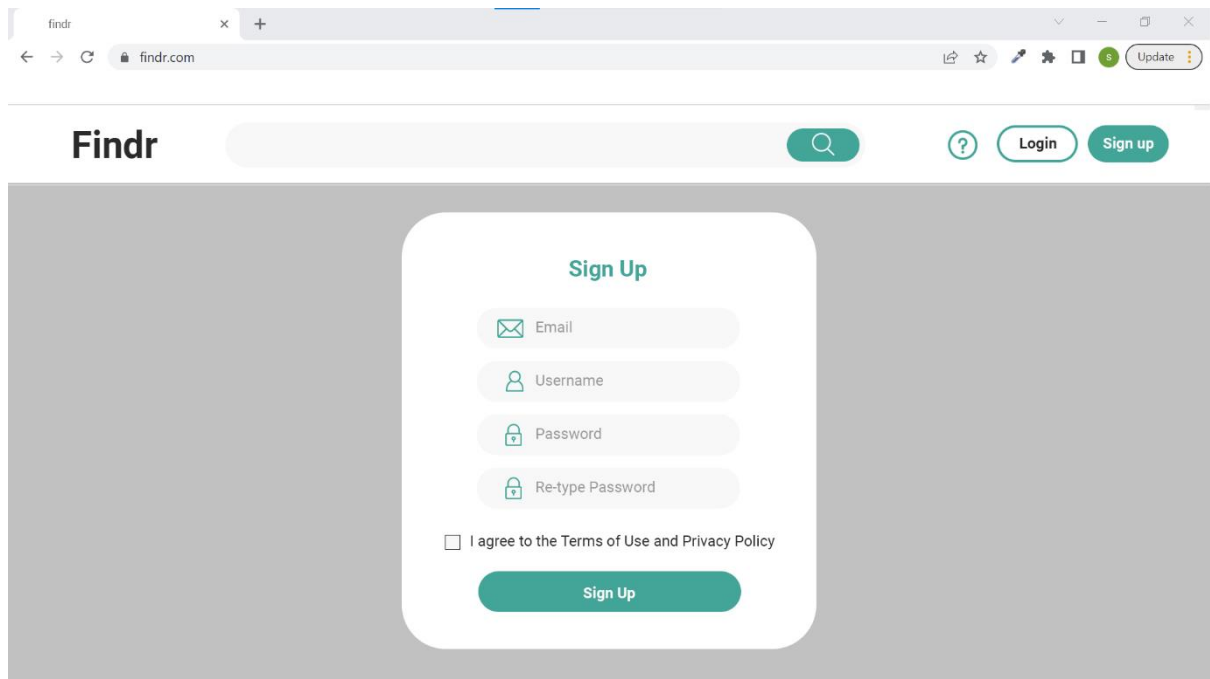 findr
findr.com
S
Update
Findr
?
Login
Sign up
Sign Up
Email
Username
Password
Re-type Password
I agree to the Terms of Use and Privacy Policy
Sign Up